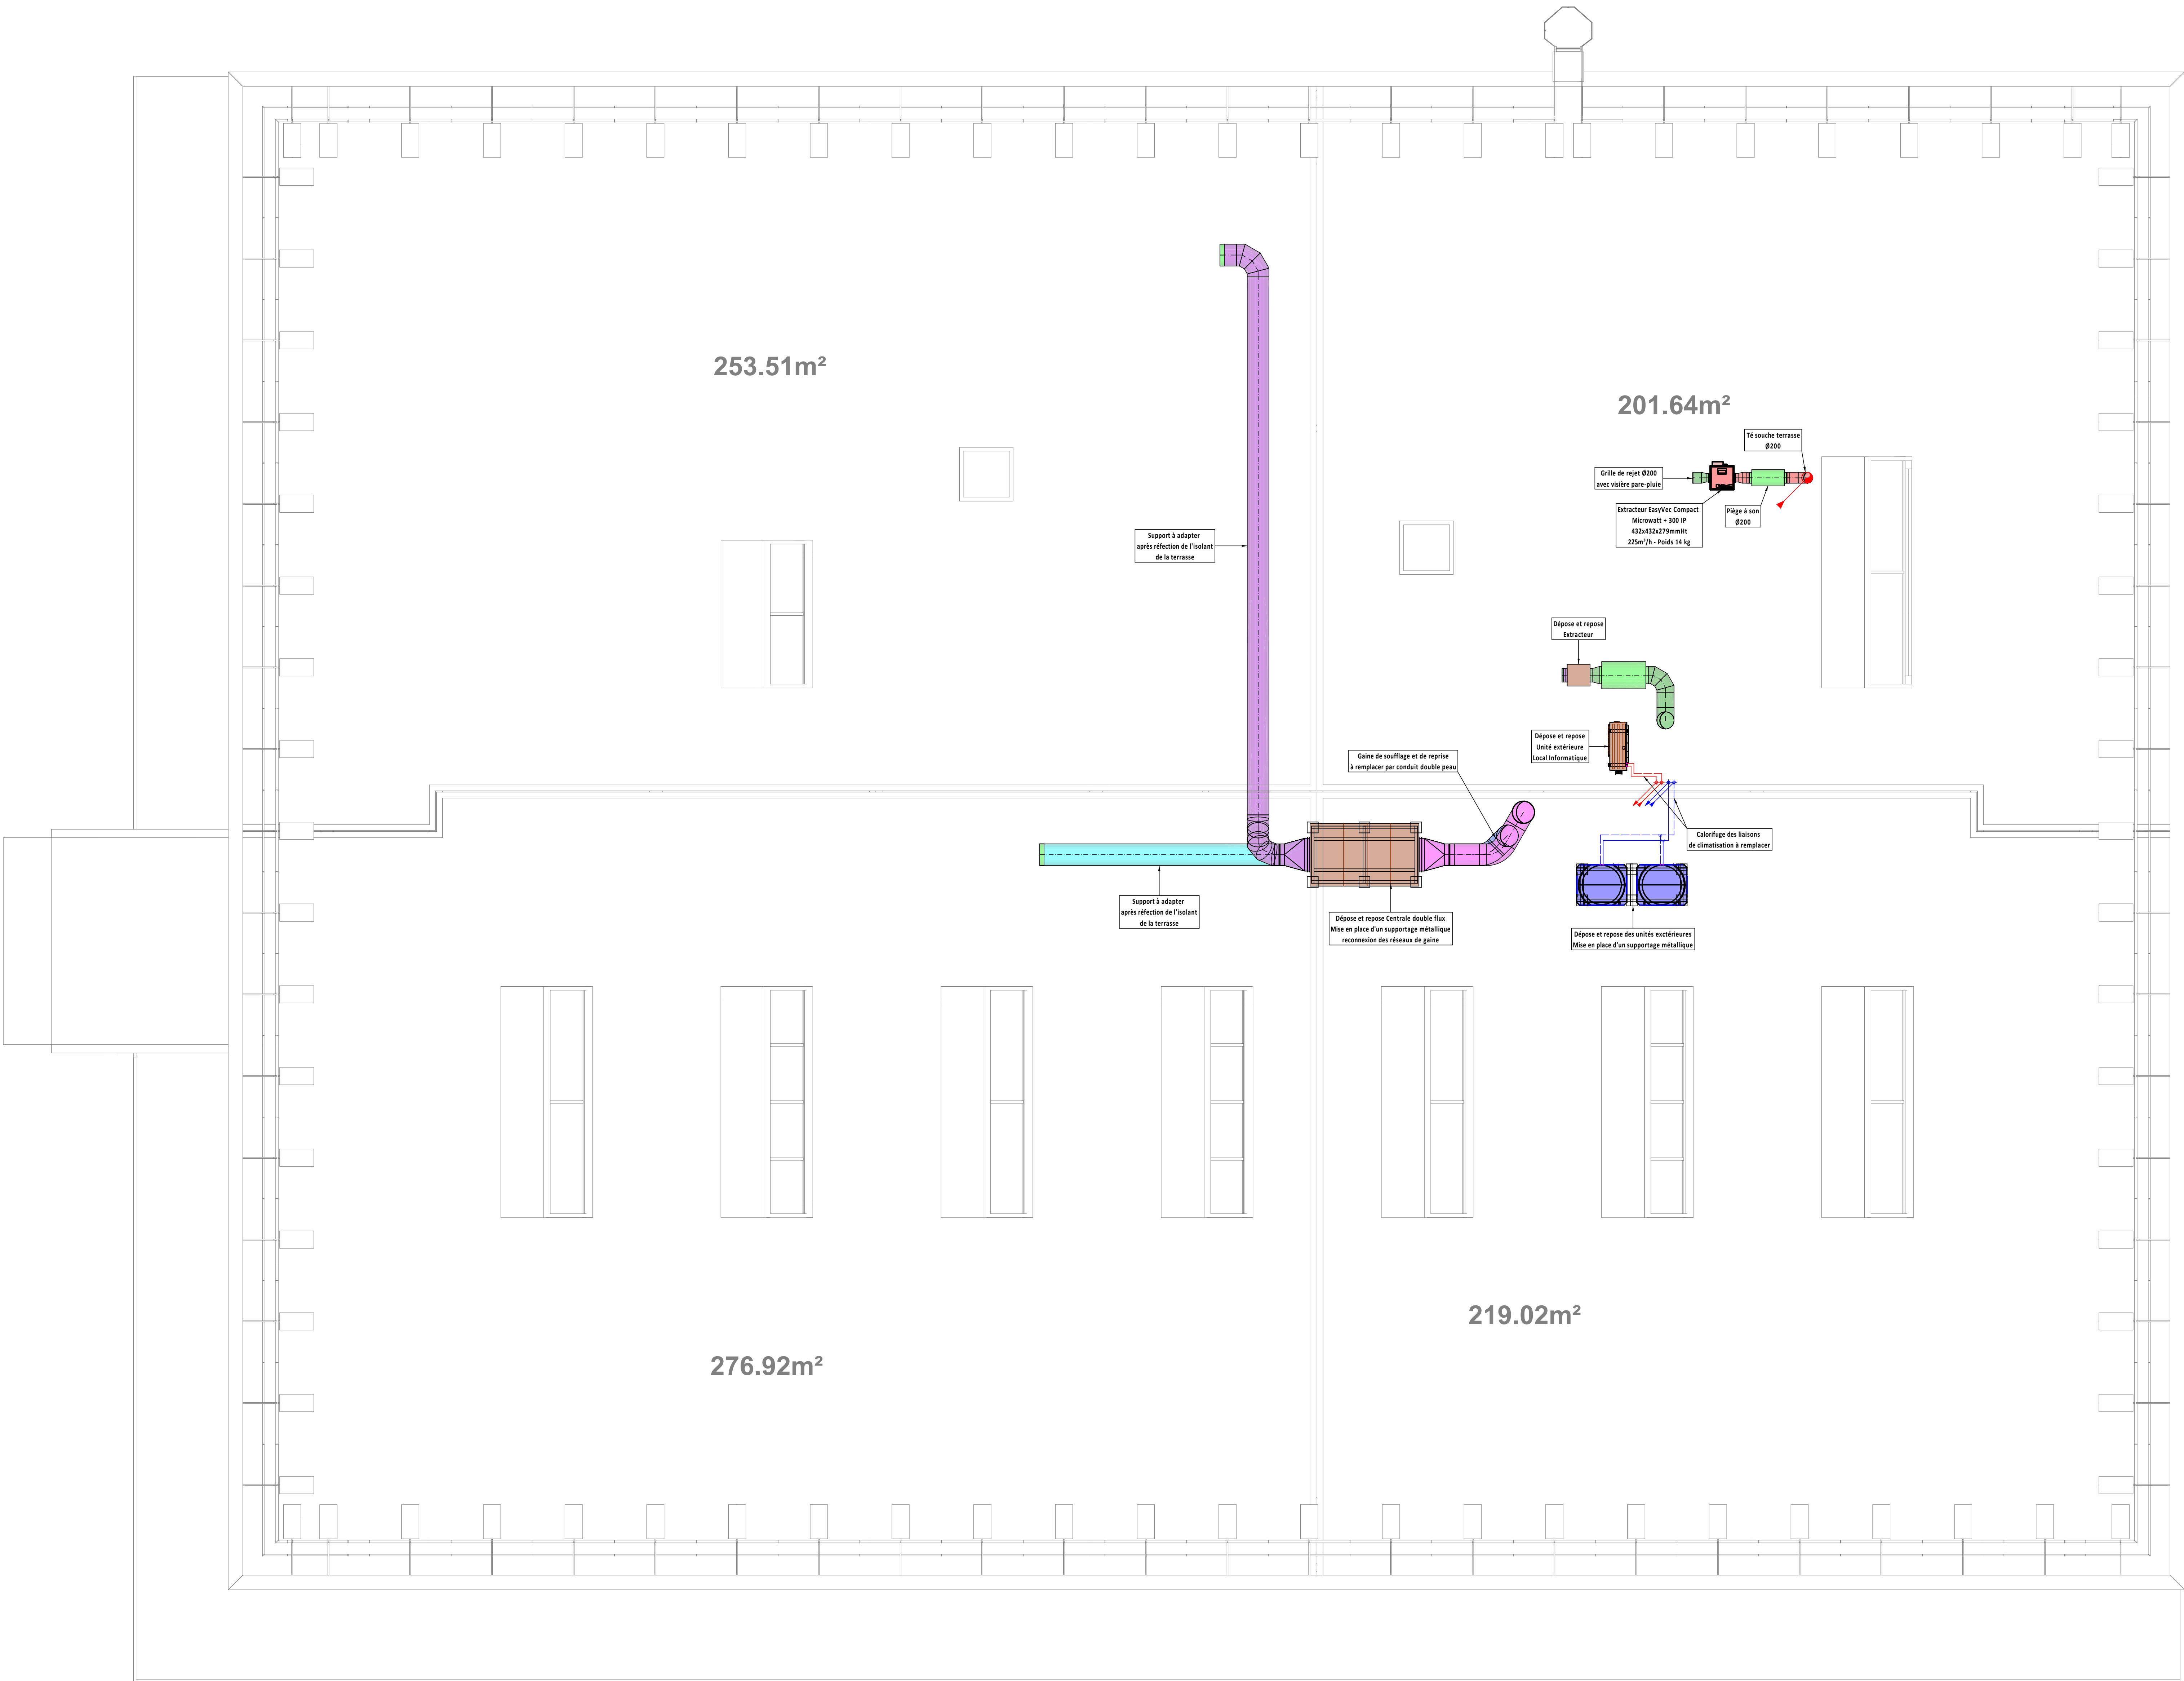 253.51m²
201.64m²
Té souche terrasse
Ø200
Grille de rejet Ø200
avec visière pare-pluie
Extracteur EasyVec Compact
Microwatt + 300 IP
432x432x279mmHt
225m³/h - Poids 14 kg
Piège à son
Ø200
Support à adapter
après réfection de l'isolant
de la terrasse
Dépose et repose
Extracteur
Dépose et repose
Unité extérieure
Local Informatique
Gaine de soufflage et de reprise
à remplacer par conduit double peau
Calorifuge des liaisons
de climatisation à remplacer
Support à adapter
après réfection de l'isolant
de la terrasse
Dépose et repose Centrale double flux
Mise en place d'un supportage métallique
reconnexion des réseaux de gaine
Dépose et repose des unités exctérieures
Mise en place d'un supportage métallique
219.02m²
276.92m²